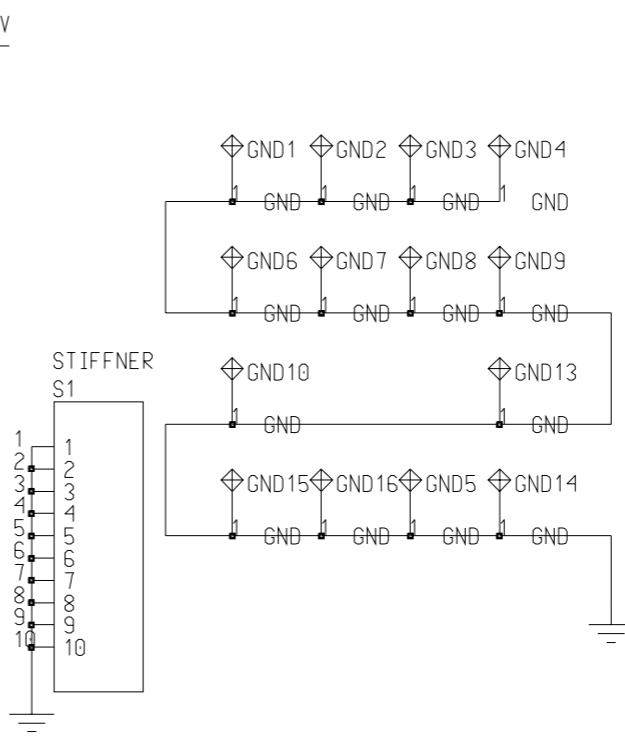 V
GND1 GND2 GND3 GND4
1 GND 1 GND 1 GND 1 GND
GND6 GND7 GND8 GND9
1 GND 1 GND 1 GND 1 GND
GND10 GND13
1 GND 1 GND
GND15 GND16 GND5 GND14
1 GND 1 GND 1 GND 1 GND
STIFFNER
S1
1 1
2 2
3 3
4 4
5 5
6 6
7 7
8 8
9 9
10 10